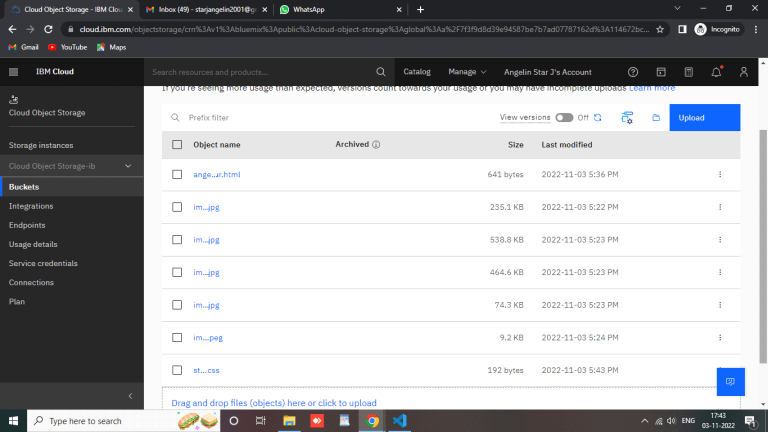 Cloud Object Storage - IBM Clou
Inbox (49) - starjangelin2001@g
WhatsApp
cloud.ibm.com/objectstorage/crn%3Av1%3Abluemix%3Apublic%3Acloud-object-storage%3Aglobal%3Aa%2F7f3f9d8d39e94587be7b7ad07787162d%3A114672bc...
Incognito
Gmail
YouTube
Maps
IBM Cloud
Search resources and products...
Catalog
Manage
Angelin Star J's Account
Cloud Object Storage
Storage instances
Cloud Object Storage-ib
Buckets
Integrations
Endpoints
Usage details
Service credentials
Connections
Plan
If you're seeing more usage than expected, versions count towards your usage or you may have incomplete uploads Learn more
Prefix filter
View versions Off
Upload
Object name Archived Size Last modified
ange...r.html 641 bytes 2022-11-03 5:36 PM
im...jpg 235.1 KB 2022-11-03 5:22 PM
im...jpg 538.8 KB 2022-11-03 5:23 PM
im...jpg 464.6 KB 2022-11-03 5:23 PM
im...jpg 74.3 KB 2022-11-03 5:23 PM
im...peg 9.2 KB 2022-11-03 5:24 PM
st...css 192 bytes 2022-11-03 5:43 PM
Drag and drop files (objects) here or click to upload
Type here to search
ENG
17:43
03-11-2022